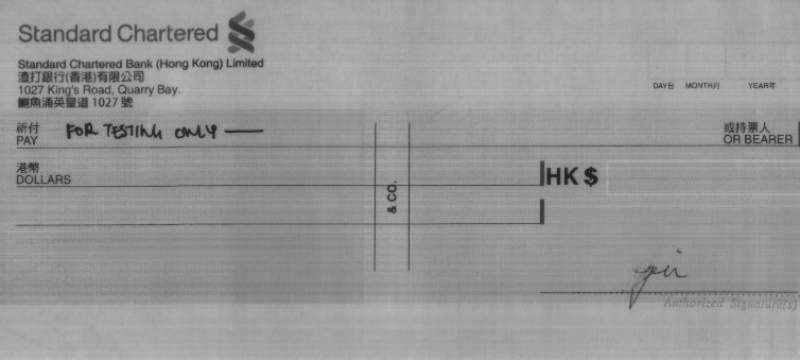 Standard Chartered
Standard Chartered Bank (Hong Kong) Limited
渣打銀行(香港)有限公司
1027 King's Road, Quarry Bay.
鰂魚涌英皇道 1027 號
DAY日 MONTH月 YEAR年
祈付
PAY FOR TESTING ONLY
或持票人
OR BEARER
港幣
DOLLARS
HK $
& CO.
Authorized Signature(s)